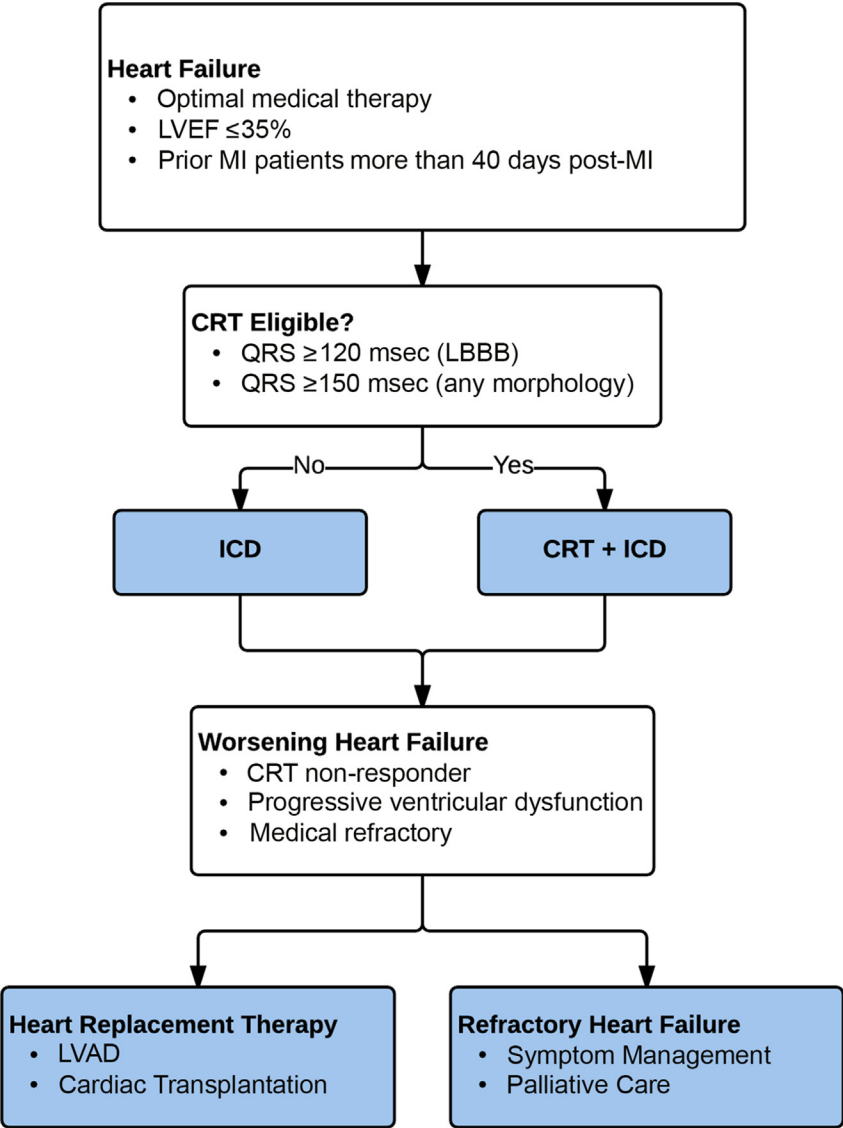 Heart Failure
• Optimal medical therapy
• LVEF ≤35%
• Prior MI patients more than 40 days post-MI
CRT Eligible?
• QRS ≥120 msec (LBBB)
• QRS ≥150 msec (any morphology)
No
Yes
ICD
CRT + ICD
Worsening Heart Failure
• CRT non-responder
• Progressive ventricular dysfunction
• Medical refractory
Heart Replacement Therapy
• LVAD
• Cardiac Transplantation
Refractory Heart Failure
• Symptom Management
• Palliative Care